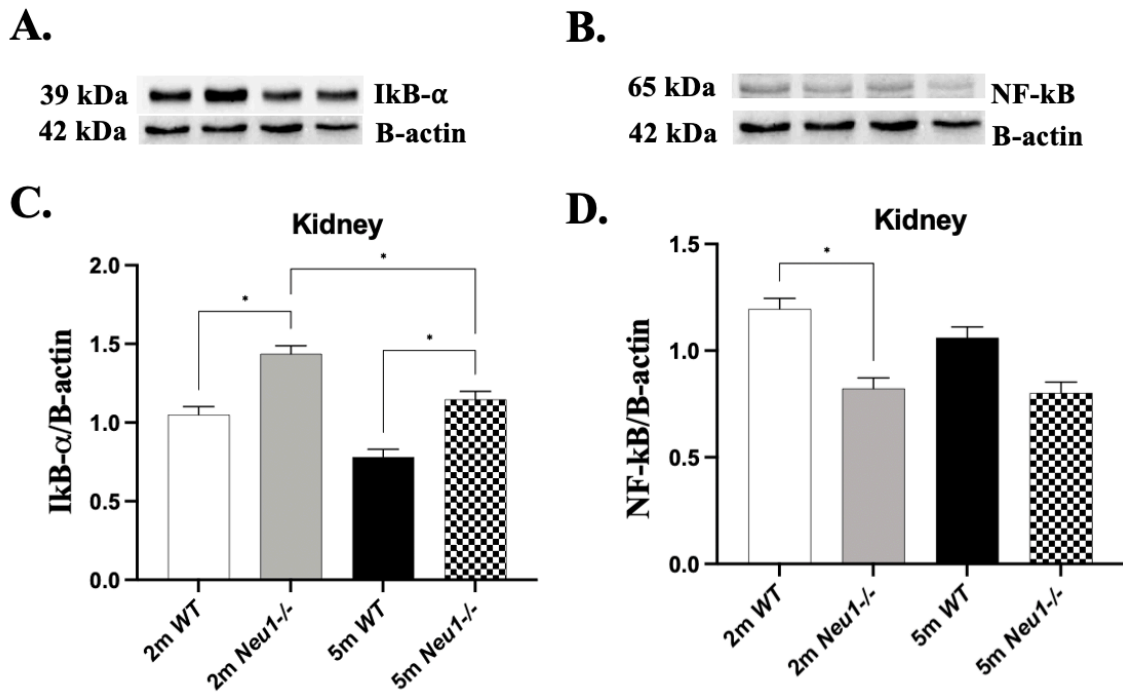 A.
39 kDa
IkB-α
42 kDa
B-actin
B.
65 kDa
NF-kB
42 kDa
B-actin
C.
Kidney
2.0
1.5
1.0
0.5
0.0
IkB-α/B-actin
*
*
*
2m WT
2m Neu1-/-
5m WT
5m Neu1-/-
D.
Kidney
1.5
1.0
0.5
0.0
NF-kB/B-actin
*
2m WT
2m Neu1-/-
5m WT
5m Neu1-/-